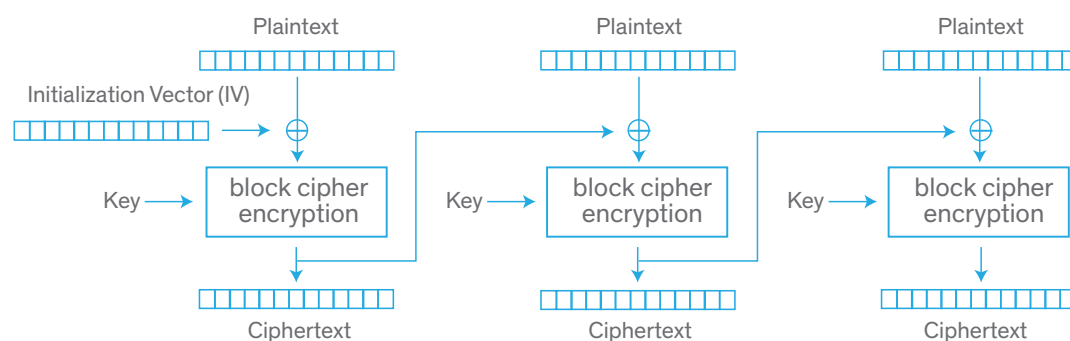 Plaintext
Plaintext
Plaintext
Initialization Vector (IV)
Key
block cipher
encryption
Key
block cipher
encryption
Key
block cipher
encryption
Ciphertext
Ciphertext
Ciphertext